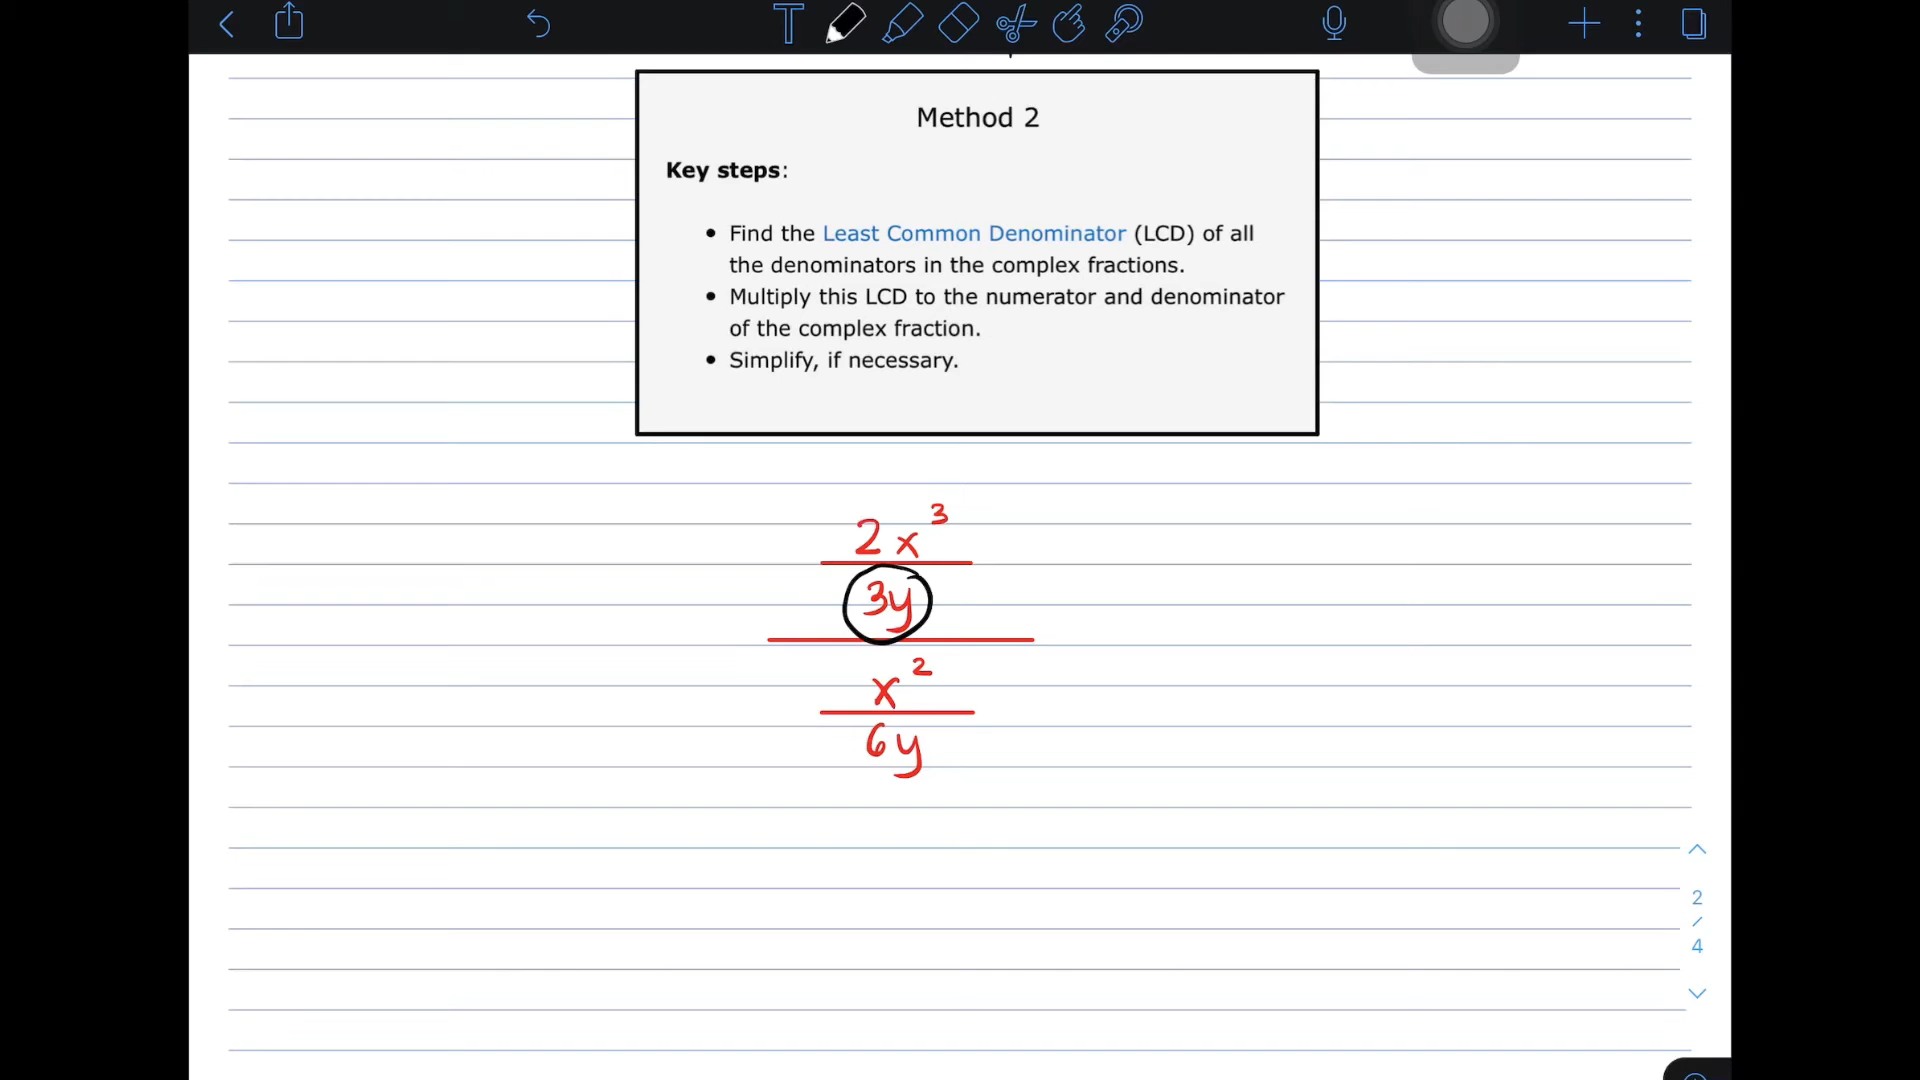 Method 2
Key steps:
• Find the Least Common Denominator (LCD) of all
the denominators in the complex fractions.
• Multiply this LCD to the numerator and denominator
of the complex fraction.
• Simplify, if necessary.
2x³
3y
x²
6y
2
/
4